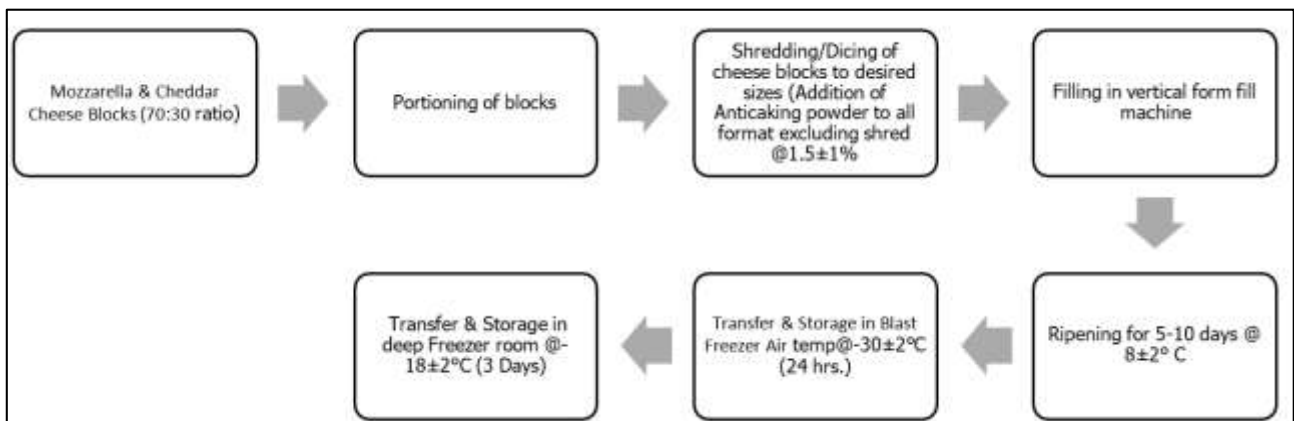 Mozzarella & Cheddar
Cheese Blocks (70:30 ratio)
Portioning of blocks
Shredding/Dicing of
cheese blocks to desired
sizes (Addition of
Anticaking powder to all
format excluding shred
@1.5±1%
Filling in vertical form fill
machine
Ripening for 5-10 days @
8±2° C
Transfer & Storage in Blast
Freezer Air temp@-30±2°C
(24 hrs.)
Transfer & Storage in
deep Freezer room @-
18±2°C (3 Days)